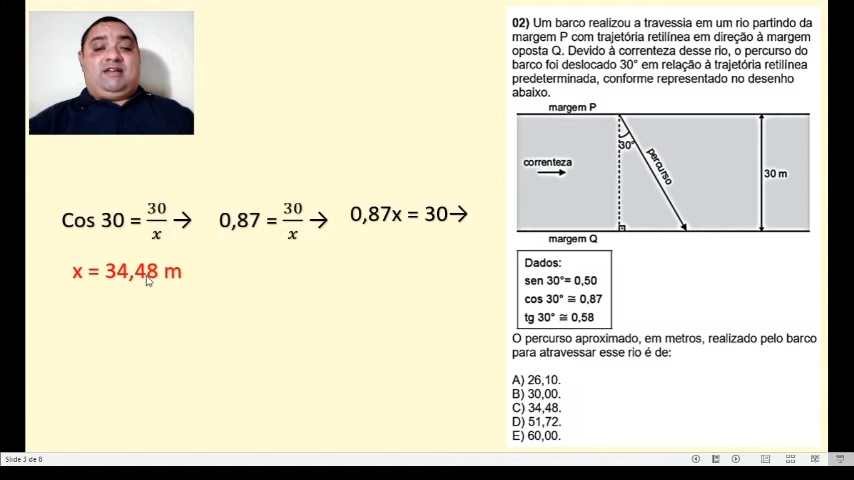 Cos 30 = 30/x → 0,87 = 30/x → 0,87x = 30→
x = 34,48 m
02) Um barco realizou a travessia em um rio partindo da
margem P com trajetória retilínea em direção à margem
oposta Q. Devido à correnteza desse rio, o percurso do
barco foi deslocado 30° em relação à trajetória retilínea
predeterminada, conforme representado no desenho
abaixo.
margem P
30°
percurso
correnteza
30 m
margem Q
Dados:
sen 30°= 0,50
cos 30° ≅ 0,87
tg 30° ≅ 0,58
O percurso aproximado, em metros, realizado pelo barco
para atravessar esse rio é de:
A) 26,10.
B) 30,00.
C) 34,48.
D) 51,72.
E) 60,00.
Slide 3 de 8